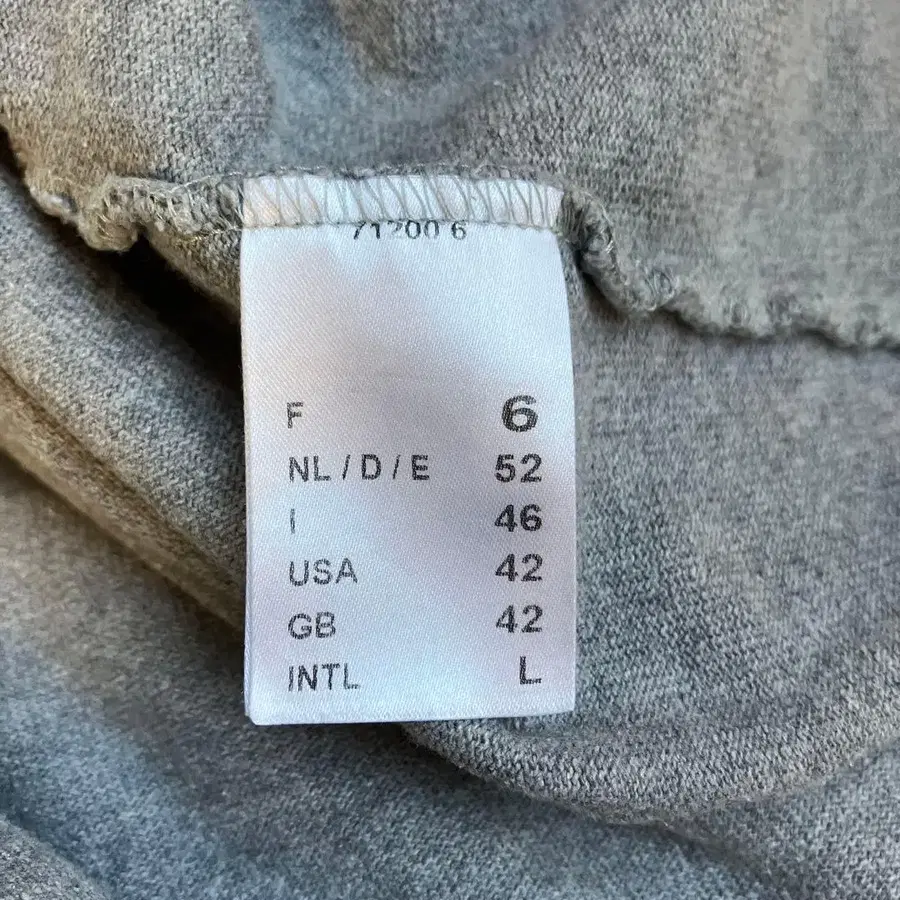 71200 6
F 6
NL / D / E 52
I 46
USA 42
GB 42
INTL L